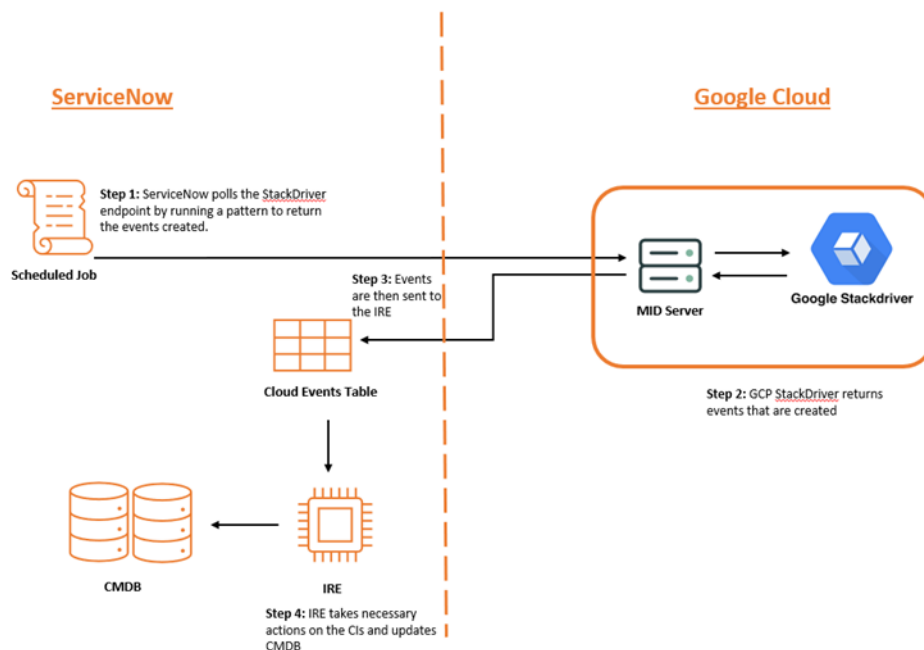 ServiceNow
Google Cloud
Step 1: ServiceNow polls the StackDriver
endpoint by running a pattern to return
the events created.
Scheduled Job
Step 3: Events
are then sent to
the IRE
MID Server
Google Stackdriver
Cloud Events Table
Step 2: GCP StackDriver returns
events that are created
CMDB
IRE
Step 4: IRE takes necessary
actions on the CIs and updates
CMDB